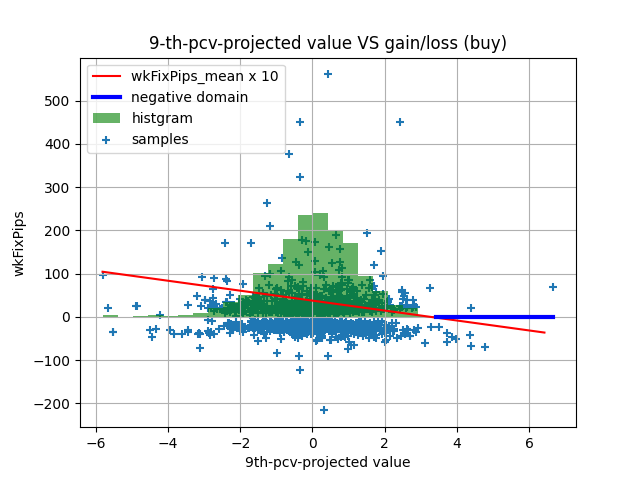 9-th-pcv-projected value VS gain/loss (buy)
wkFixPips_mean x 10
negative domain
histgram
samples
500
400
300
200
100
0
−100
−200
wkFixPips
−6 −4 −2 0 2 4 6
9th-pcv-projected value